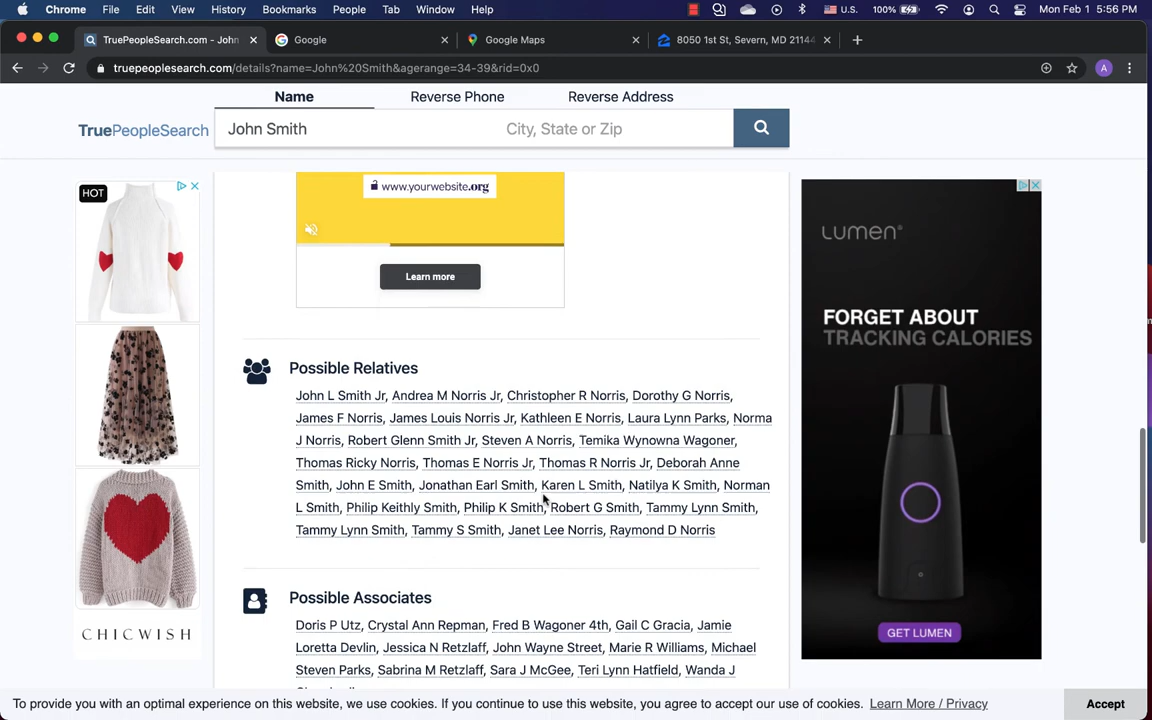 Chrome File Edit View History Bookmarks People Tab Window Help U.S. 100% Mon Feb 1 5:56 PM
TruePeopleSearch.com - John Google Google Maps 8050 1st St, Severn, MD 21144
truepeoplesearch.com/details?name=John%20Smith&agerange=34-39&rid=0x0 A
Name Reverse Phone Reverse Address
TruePeopleSearch John Smith City, State or Zip
HOT
www.yourwebsite.org
Learn more
Possible Relatives
John L Smith Jr, Andrea M Norris Jr, Christopher R Norris, Dorothy G Norris,
James F Norris, James Louis Norris Jr, Kathleen E Norris, Laura Lynn Parks, Norma
J Norris, Robert Glenn Smith Jr, Steven A Norris, Temika Wynowna Wagoner,
Thomas Ricky Norris, Thomas E Norris Jr, Thomas R Norris Jr, Deborah Anne
Smith, John E Smith, Jonathan Earl Smith, Karen L Smith, Natilya K Smith, Norman
L Smith, Philip Keithly Smith, Philip K Smith, Robert G Smith, Tammy Lynn Smith,
Tammy Lynn Smith, Tammy S Smith, Janet Lee Norris, Raymond D Norris
Possible Associates
Doris P Utz, Crystal Ann Repman, Fred B Wagoner 4th, Gail C Gracia, Jamie
Loretta Devlin, Jessica N Retzlaff, John Wayne Street, Marie R Williams, Michael
Steven Parks, Sabrina M Retzlaff, Sara J McGee, Teri Lynn Hatfield, Wanda J
CHICWISH
LUMEN
FORGET ABOUT
TRACKING CALORIES
GET LUMEN
To provide you with an optimal experience on this website, we use cookies. If you continue to use this website, you agree to accept our use of cookies. Learn More / Privacy Accept